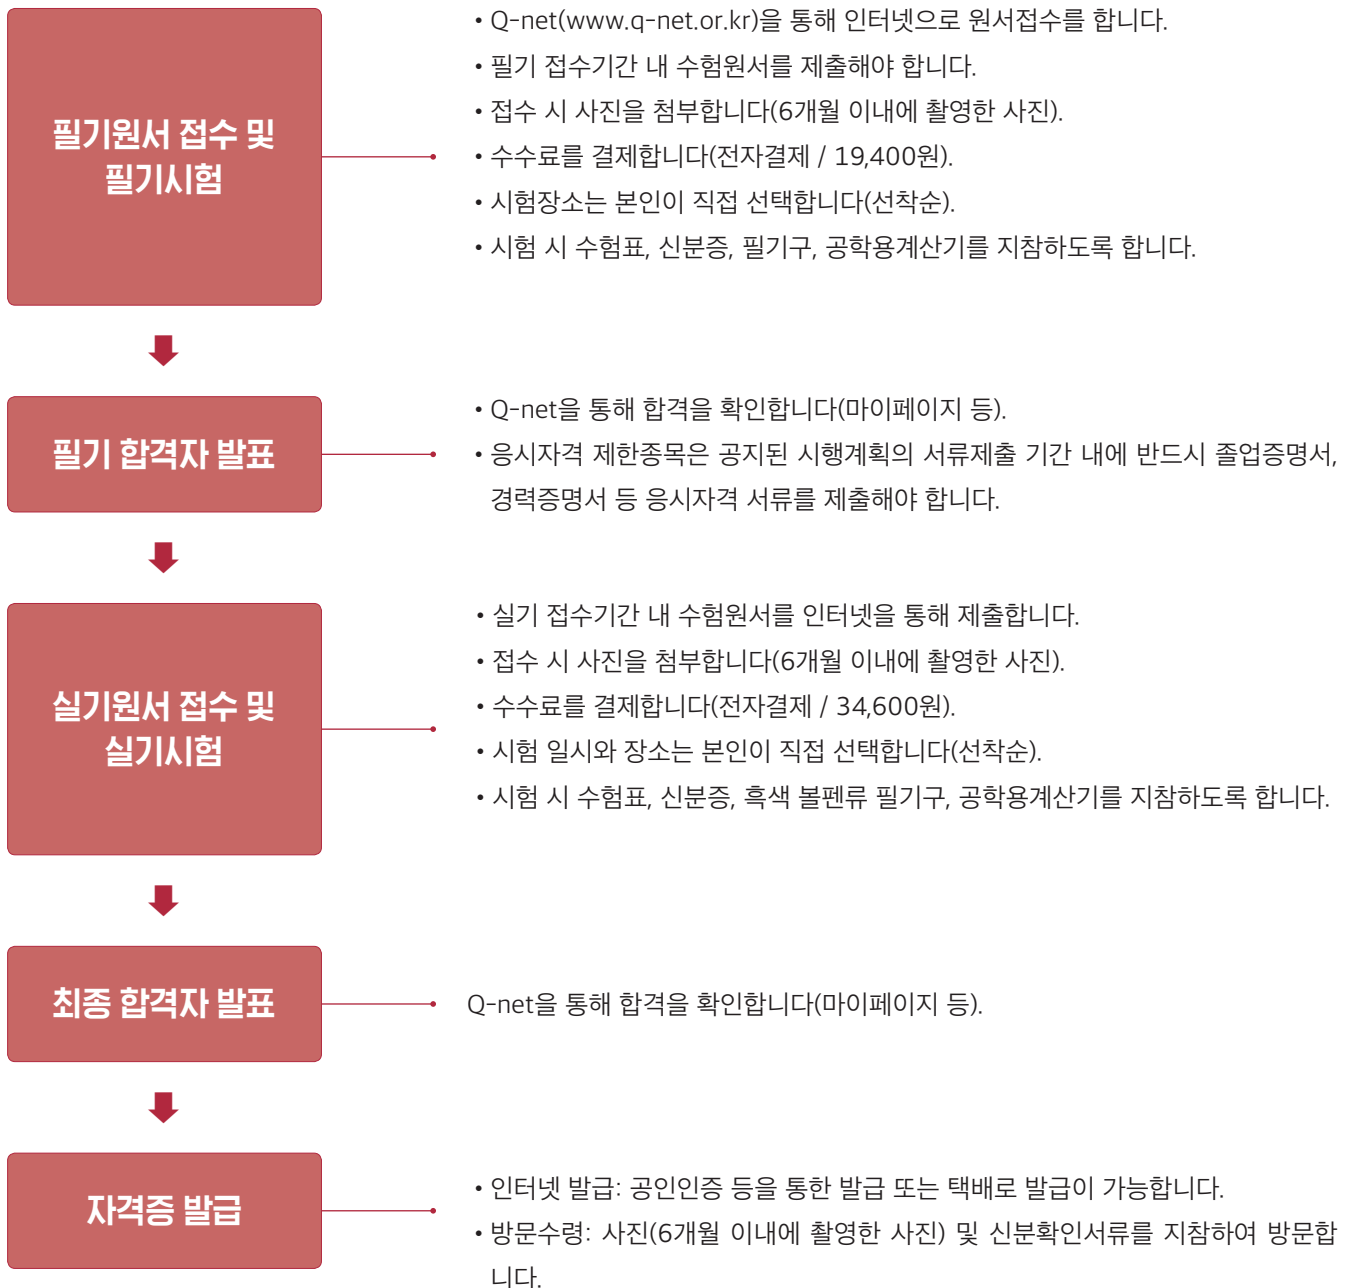 필기원서 접수 및
필기시험
• Q-net(www.q-net.or.kr)을 통해 인터넷으로 원서접수를 합니다.
• 필기 접수기간 내 수험원서를 제출해야 합니다.
• 접수 시 사진을 첨부합니다(6개월 이내에 촬영한 사진).
• 수수료를 결제합니다(전자결제 / 19,400원).
• 시험장소는 본인이 직접 선택합니다(선착순).
• 시험 시 수험표, 신분증, 필기구, 공학용계산기를 지참하도록 합니다.
필기 합격자 발표
• Q-net을 통해 합격을 확인합니다(마이페이지 등).
• 응시자격 제한종목은 공지된 시행계획의 서류제출 기간 내에 반드시 졸업증명서,
경력증명서 등 응시자격 서류를 제출해야 합니다.
실기원서 접수 및
실기시험
• 실기 접수기간 내 수험원서를 인터넷을 통해 제출합니다.
• 접수 시 사진을 첨부합니다(6개월 이내에 촬영한 사진).
• 수수료를 결제합니다(전자결제 / 34,600원).
• 시험 일시와 장소는 본인이 직접 선택합니다(선착순).
• 시험 시 수험표, 신분증, 흑색 볼펜류 필기구, 공학용계산기를 지참하도록 합니다.
최종 합격자 발표
Q-net을 통해 합격을 확인합니다(마이페이지 등).
자격증 발급
• 인터넷 발급: 공인인증 등을 통한 발급 또는 택배로 발급이 가능합니다.
• 방문수령: 사진(6개월 이내에 촬영한 사진) 및 신분확인서류를 지참하여 방문합
니다.